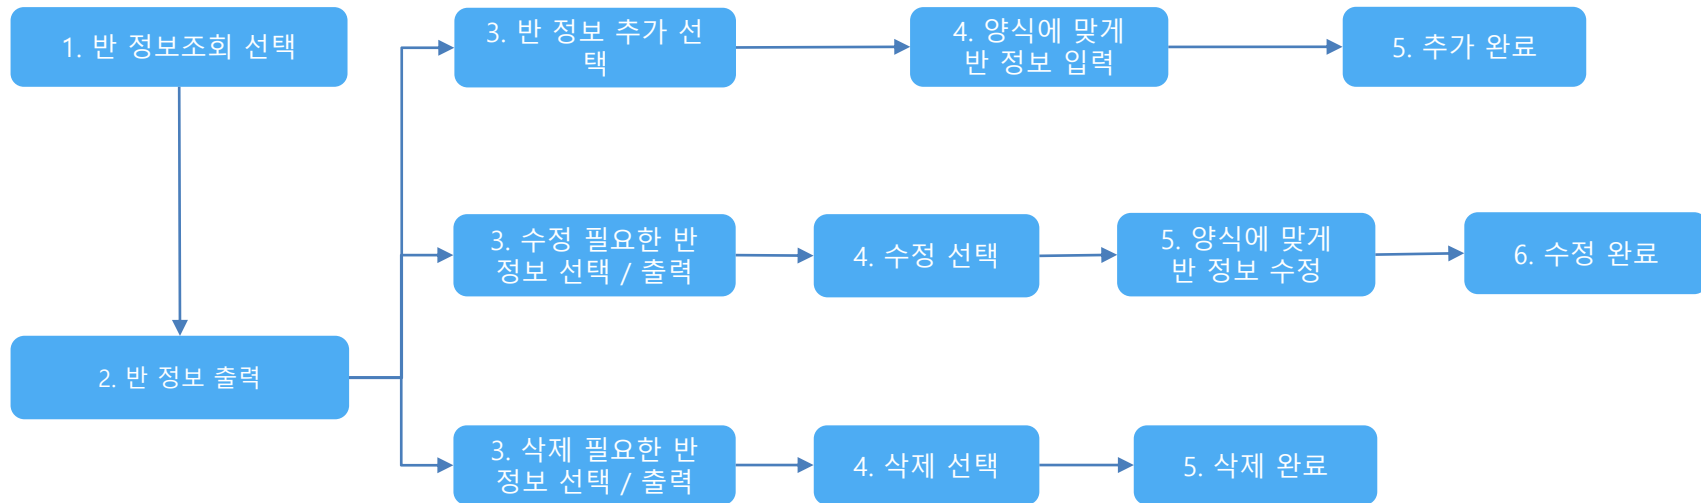 1. 반 정보조회 선택
3. 반 정보 추가 선
택
4. 양식에 맞게
반 정보 입력
5. 추가 완료
3. 수정 필요한 반
정보 선택 / 출력
4. 수정 선택
5. 양식에 맞게
반 정보 수정
6. 수정 완료
2. 반 정보 출력
3. 삭제 필요한 반
정보 선택 / 출력
4. 삭제 선택
5. 삭제 완료